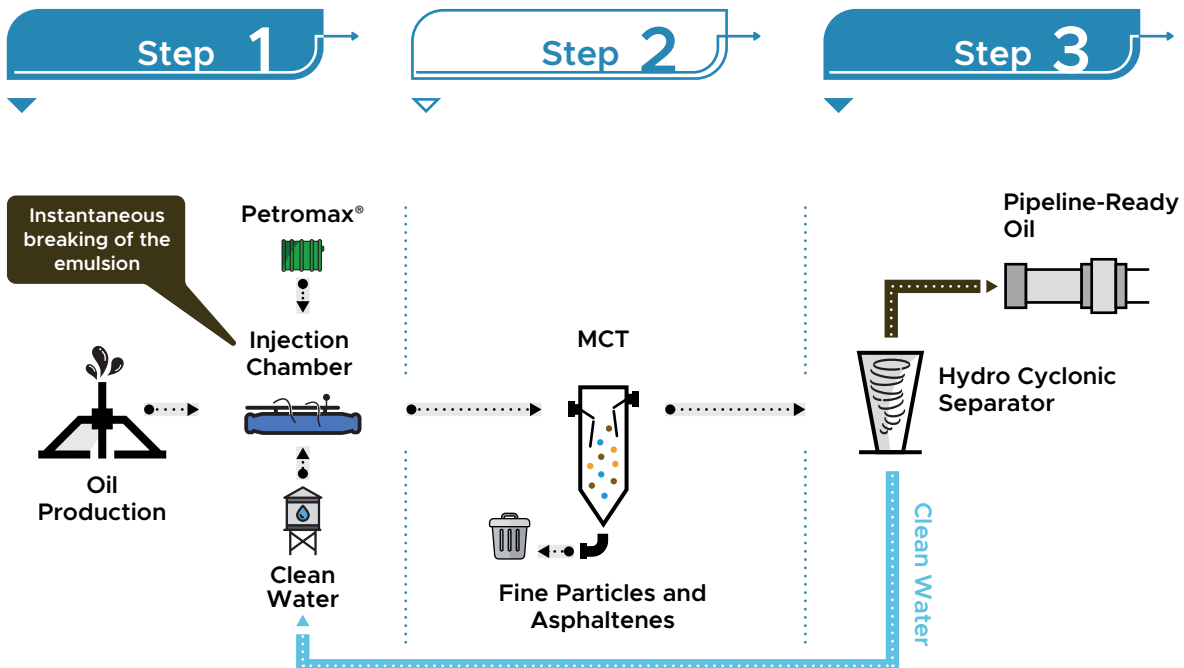 Step 1
Step 2
Step 3
Instantaneous
breaking of the
emulsion
Petromax®
Injection
Chamber
Oil
Production
Clean
Water
MCT
Fine Particles and
Asphaltenes
Pipeline-Ready
Oil
Hydro Cyclonic
Separator
Clean Water